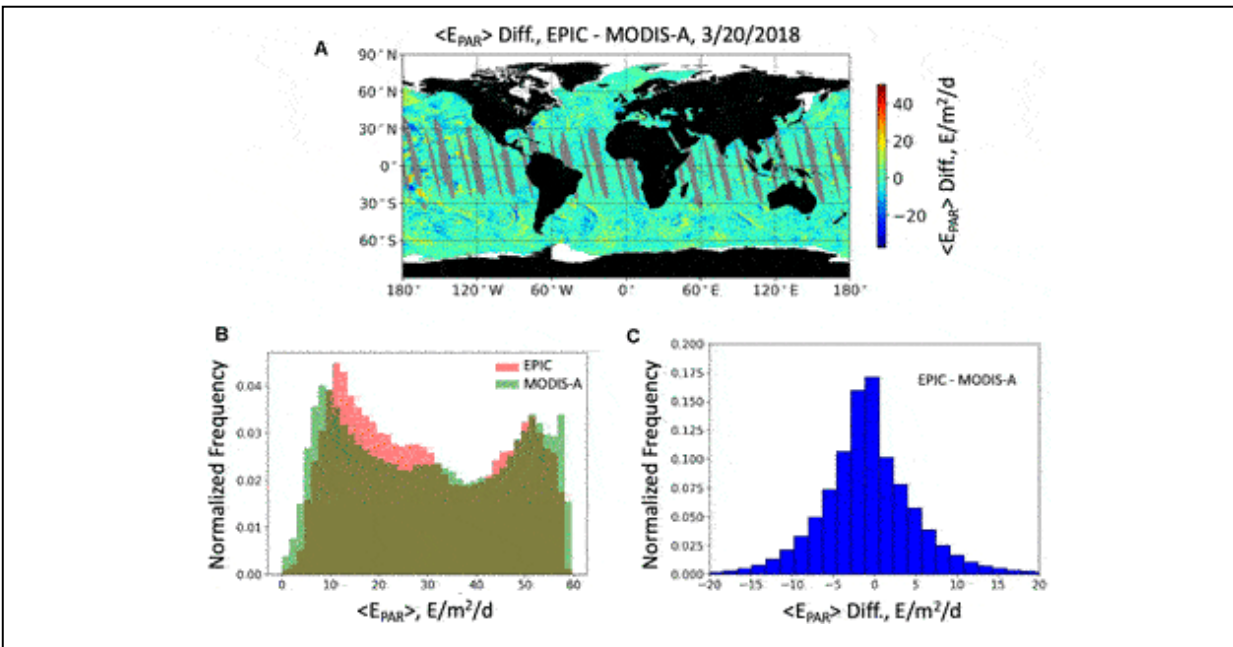 <E_PAR> Diff., EPIC - MODIS-A, 3/20/2018
A
90°N
60°N
30°N
0°
30°S
60°S
180° 120°W 60°W 0° 60°E 120°E 180°
40
20
0
−20
<E_PAR> Diff., E/m²/d
B
EPIC
MODIS-A
0.04
0.03
0.02
0.01
0.00
Normalized Frequency
0 10 20 30 40 50 60
<E_PAR>, E/m²/d
C
EPIC - MODIS-A
0.200
0.175
0.150
0.125
0.100
0.075
0.050
0.025
0.000
Normalized Frequency
−20 −15 −10 −5 0 5 10 15 20
<E_PAR> Diff., E/m²/d